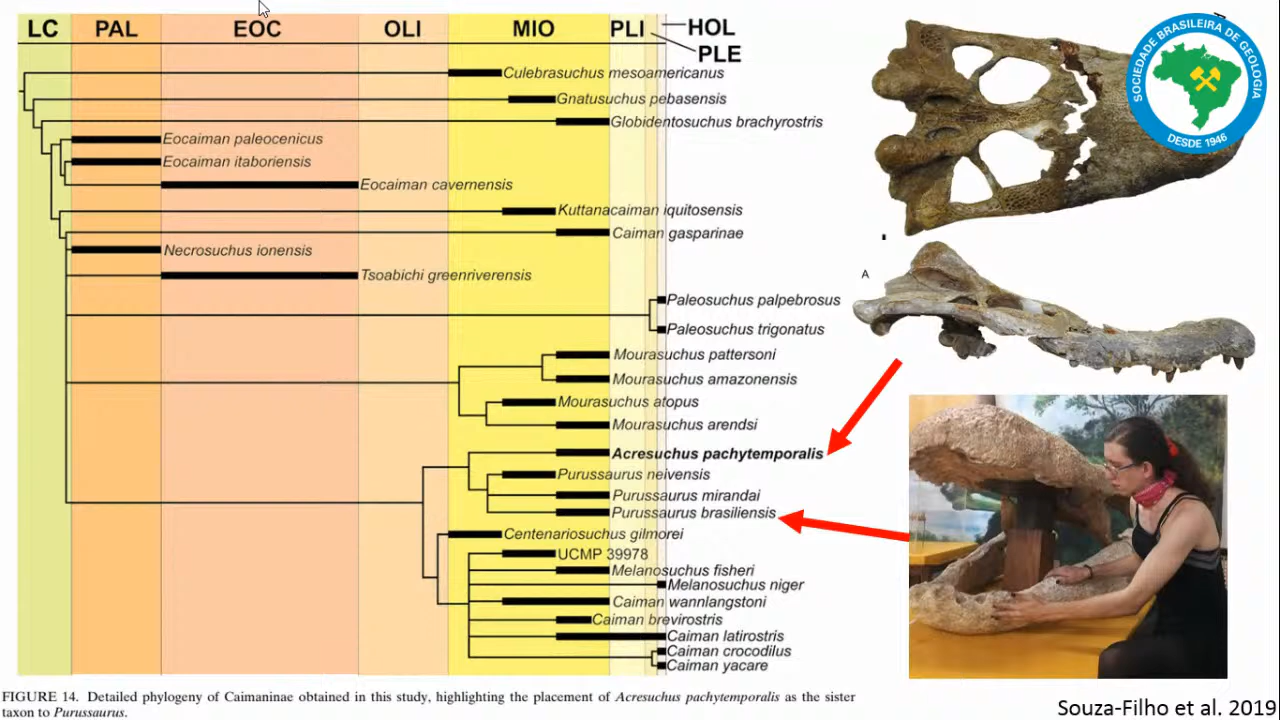 LC PAL EOC OLI MIO PLI HOL
PLE
Culebrasuchus mesoamericanus
Gnatusuchus pebasensis
Globidentosuchus brachyrostris
Eocaiman paleocenicus
Eocaiman itaboriensis
Eocaiman cavernensis
Kuttanacaiman iquitosensis
Caiman gasparinae
Necrosuchus ionensis
Tsoabichi greenriverensis
Paleosuchus palpebrosus
Paleosuchus trigonatus
Mourasuchus pattersoni
Mourasuchus amazonensis
Mourasuchus atopus
Mourasuchus arendsi
Acresuchus pachytemporalis
Purussaurus neivensis
Purussaurus mirandai
Purussaurus brasiliensis
Centenariosuchus gilmorei
UCMP 39978
Melanosuchus fisheri
Melanosuchus niger
Caiman wannlangstoni
Caiman brevirostris
Caiman latirostris
Caiman crocodilus
Caiman yacare
FIGURE 14. Detailed phylogeny of Caimaninae obtained in this study, highlighting the placement of Acresuchus pachytemporalis as the sister
taxon to Purussaurus.
SOCIEDADE BRASILEIRA DE GEOLOGIA
DESDE 1946
A
Souza-Filho et al. 2019